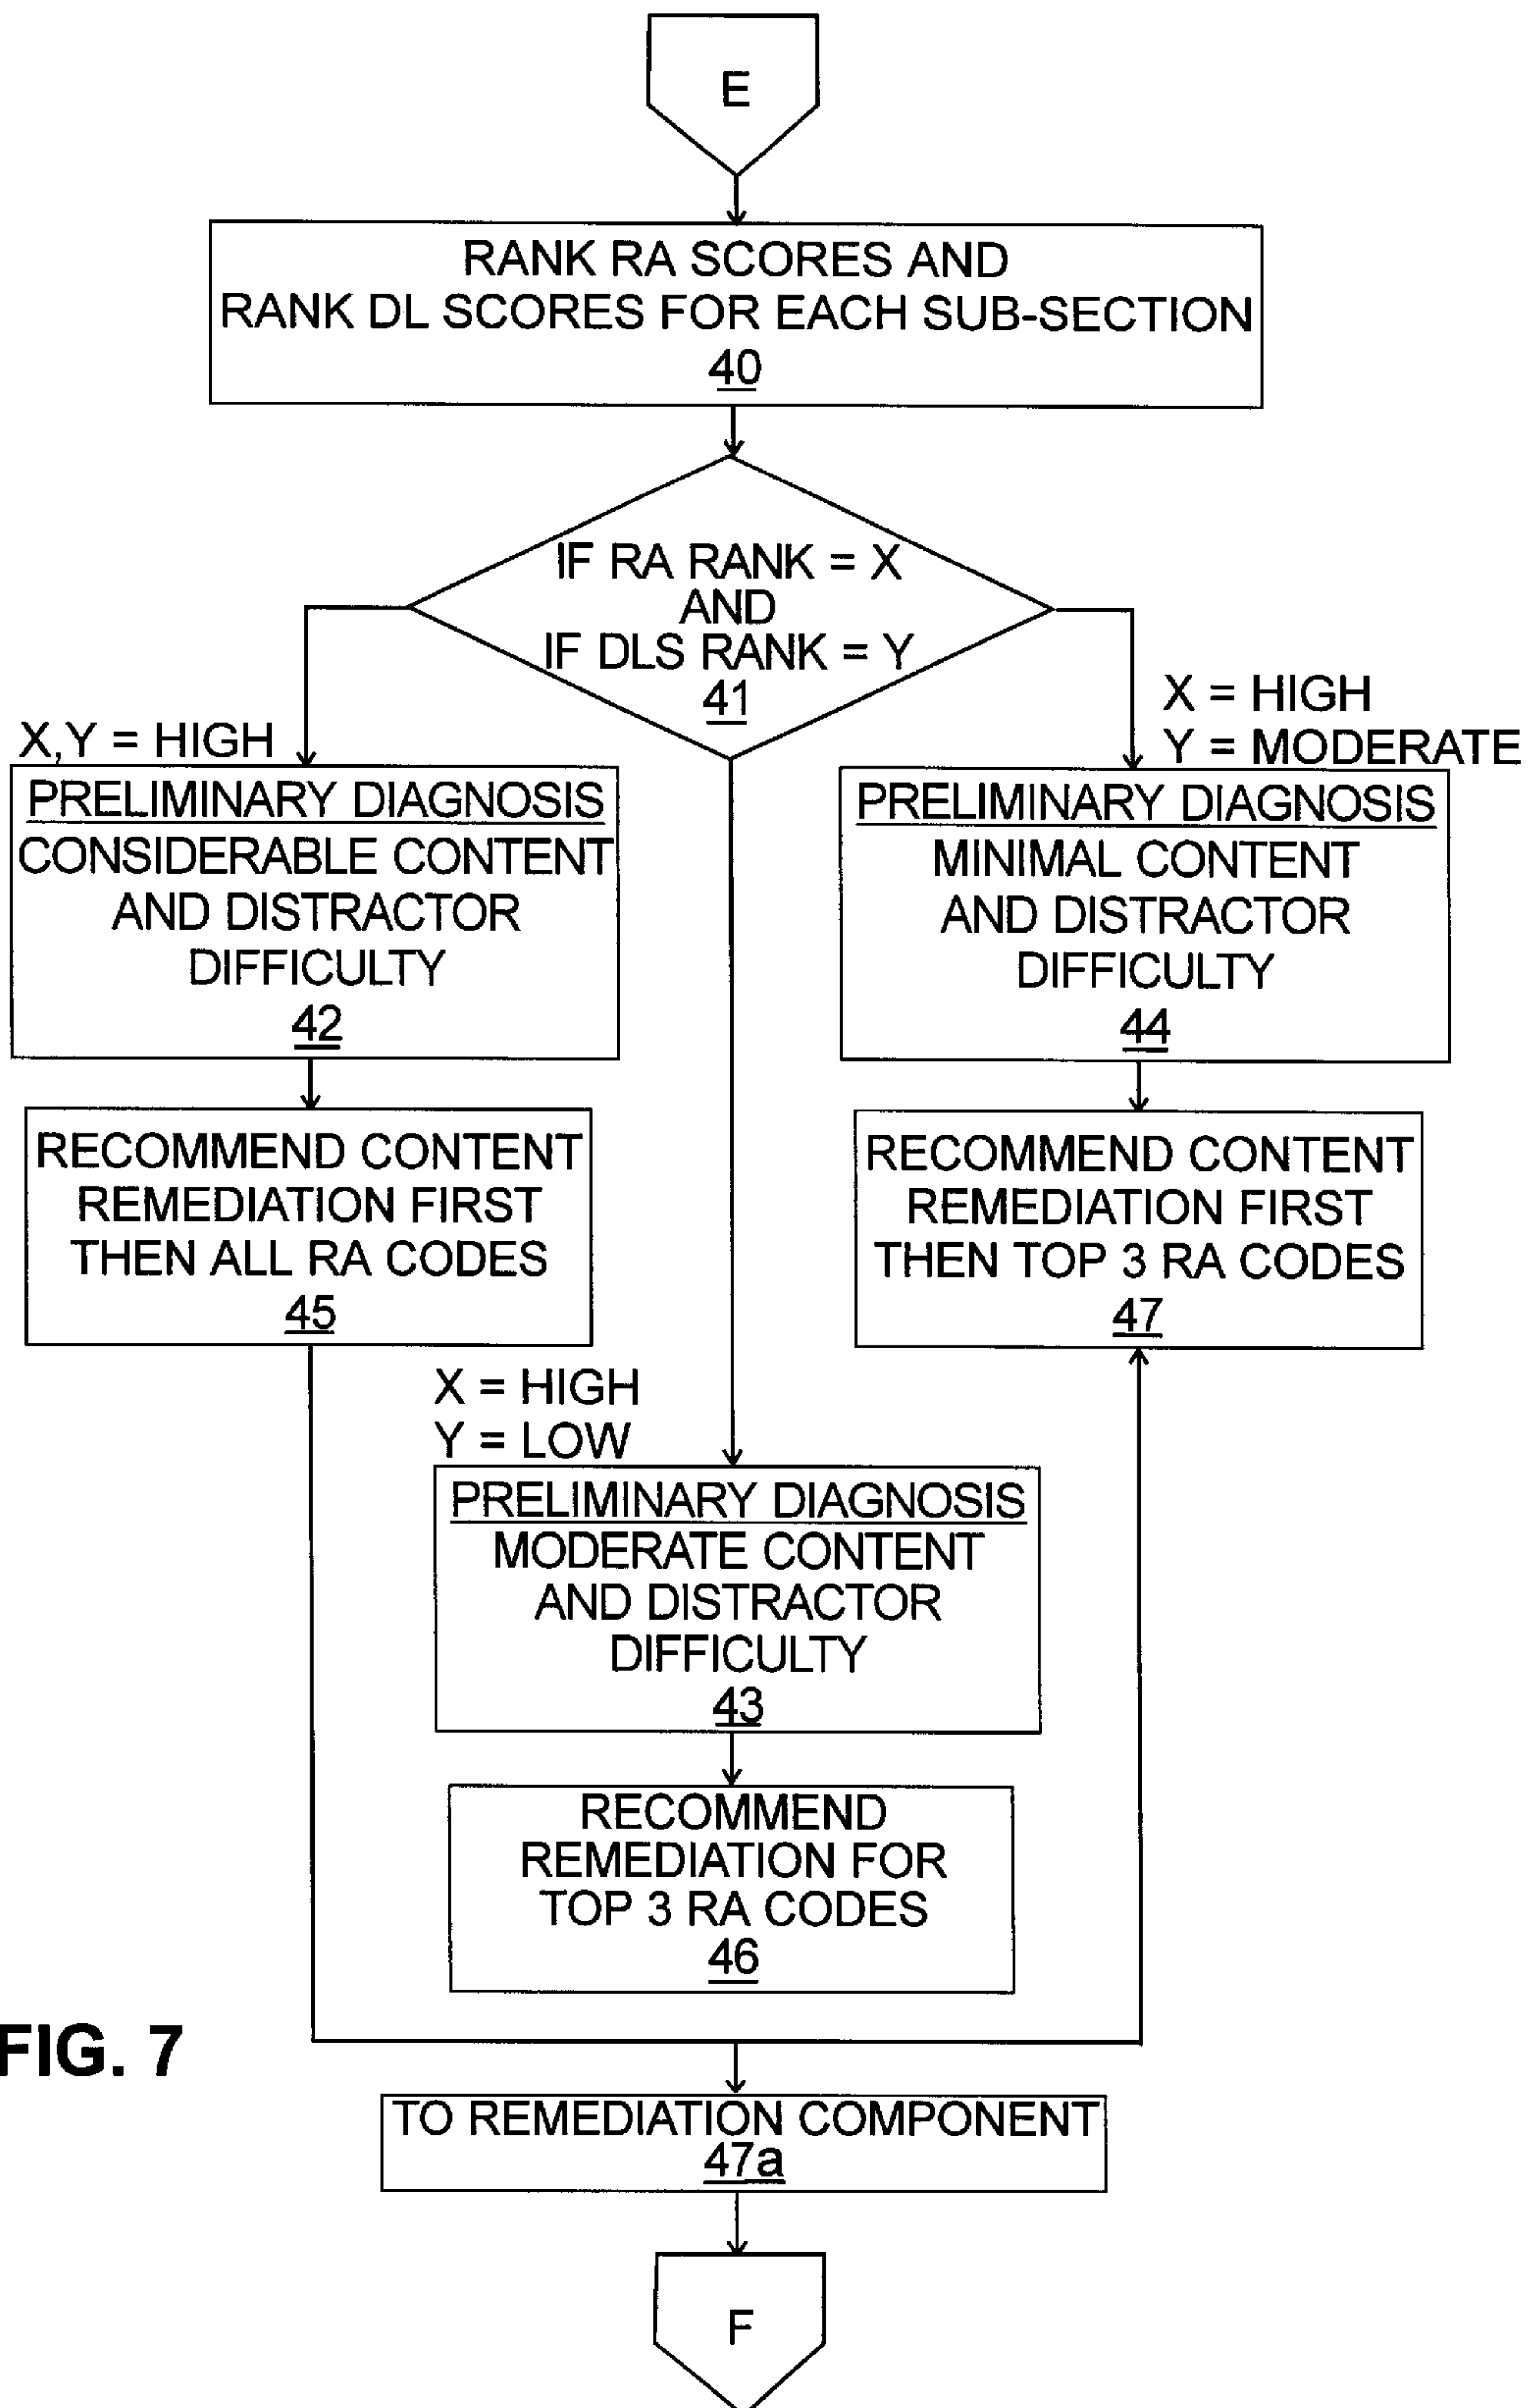 E
RANK RA SCORES AND
RANK DL SCORES FOR EACH SUB-SECTION
40
IF RA RANK = X
AND
IF DLS RANK = Y
41
X,Y = HIGH
X = HIGH
Y = MODERATE
PRELIMINARY DIAGNOSIS
CONSIDERABLE CONTENT
AND DISTRACTOR
DIFFICULTY
42
PRELIMINARY DIAGNOSIS
MINIMAL CONTENT
AND DISTRACTOR
DIFFICULTY
44
RECOMMEND CONTENT
REMEDIATION FIRST
THEN ALL RA CODES
45
RECOMMEND CONTENT
REMEDIATION FIRST
THEN TOP 3 RA CODES
47
X = HIGH
Y = LOW
PRELIMINARY DIAGNOSIS
MODERATE CONTENT
AND DISTRACTOR
DIFFICULTY
43
RECOMMEND
REMEDIATION FOR
TOP 3 RA CODES
46
FIG. 7
TO REMEDIATION COMPONENT
47a
F